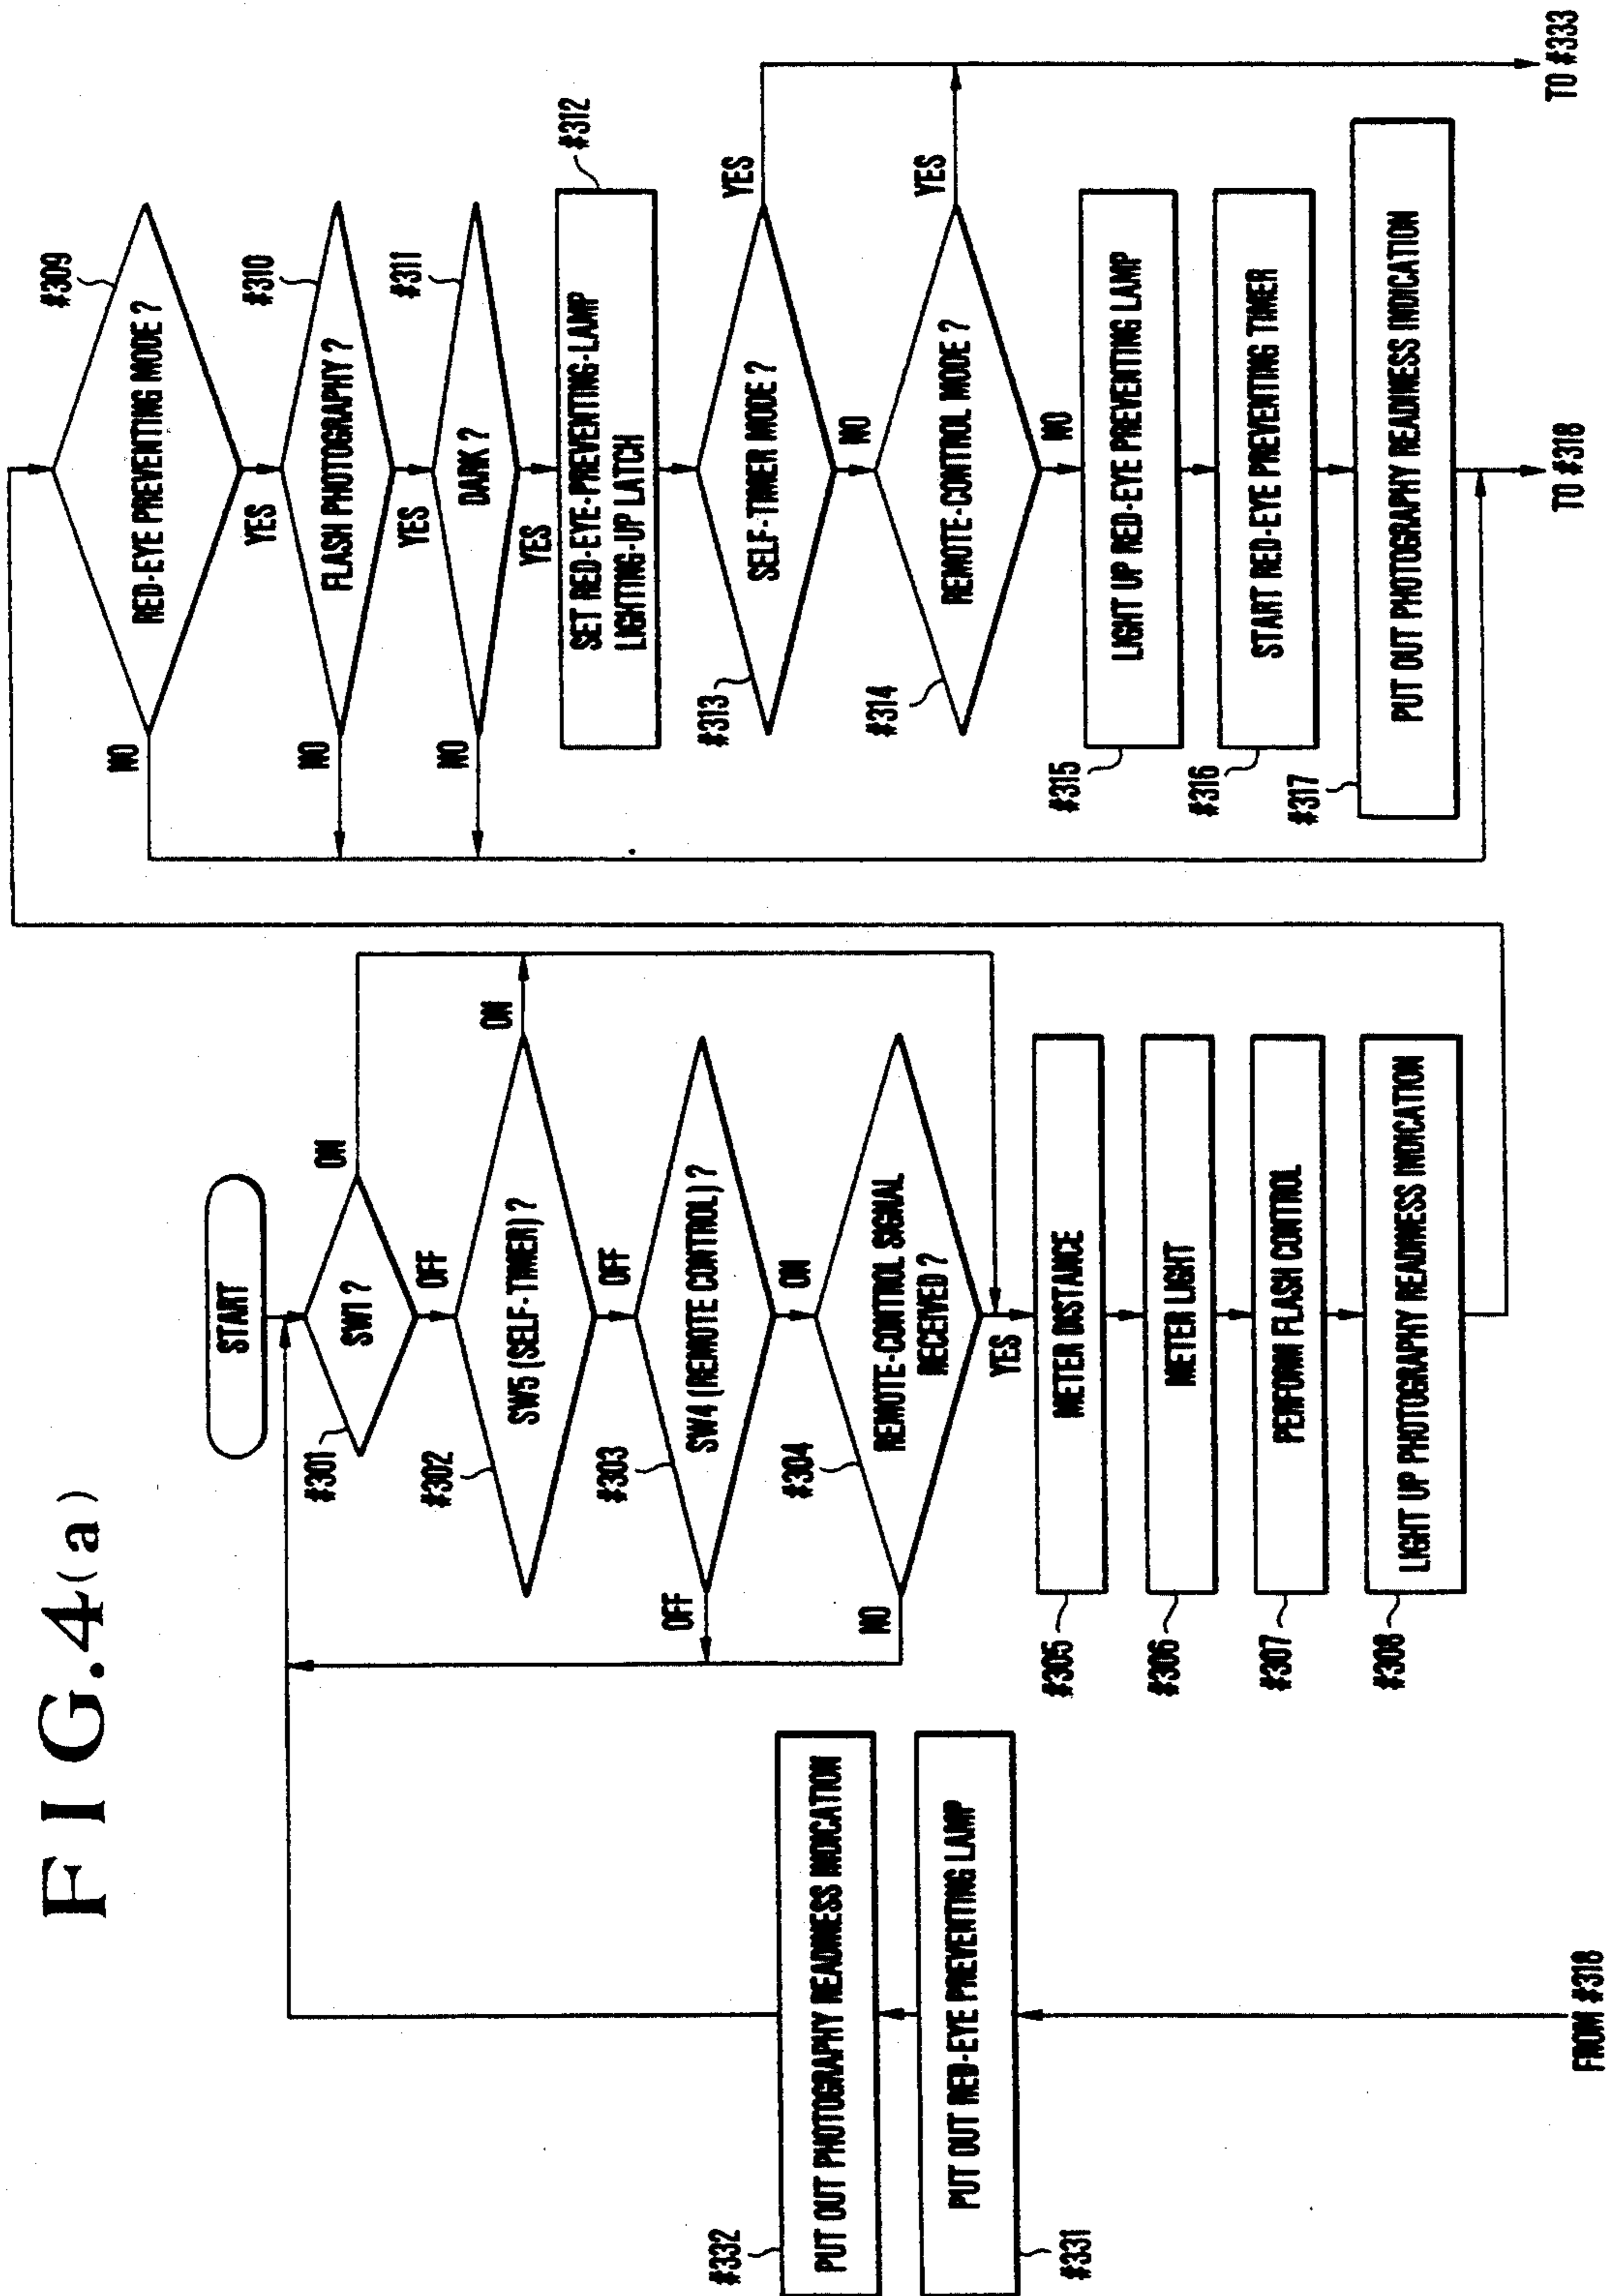 FIG.4(a)
START
#301
SW1 ?
ON
OFF
#302
SW5 (SELF-TIMER) ?
ON
OFF
#303
SW4 (REMOTE CONTROL) ?
OFF
ON
#304
REMOTE-CONTROL SIGNAL
RECEIVED ?
NO
YES
#305
METER DISTANCE
#306
METER LIGHT
#307
PERFORM FLASH CONTROL
#308
LIGHT UP PHOTOGRAPHY READINESS INDICATION
#332
PUT OUT PHOTOGRAPHY READINESS INDICATION
#331
PUT OUT RED-EYE PREVENTING LAMP
FROM #318
#309
RED-EYE PREVENTING MODE ?
NO
YES
#310
FLASH PHOTOGRAPHY ?
NO
YES
#311
DARK ?
NO
YES
#312
SET RED-EYE-PREVENTING-LAMP
LIGHTING-UP LATCH
#313
SELF-TIMER MODE ?
YES
NO
#314
REMOTE-CONTROL MODE ?
YES
NO
#315
LIGHT UP RED-EYE PREVENTING LAMP
#316
START RED-EYE PREVENTING TIMER
#317
PUT OUT PHOTOGRAPHY READINESS INDICATION
TO #318
TO #333